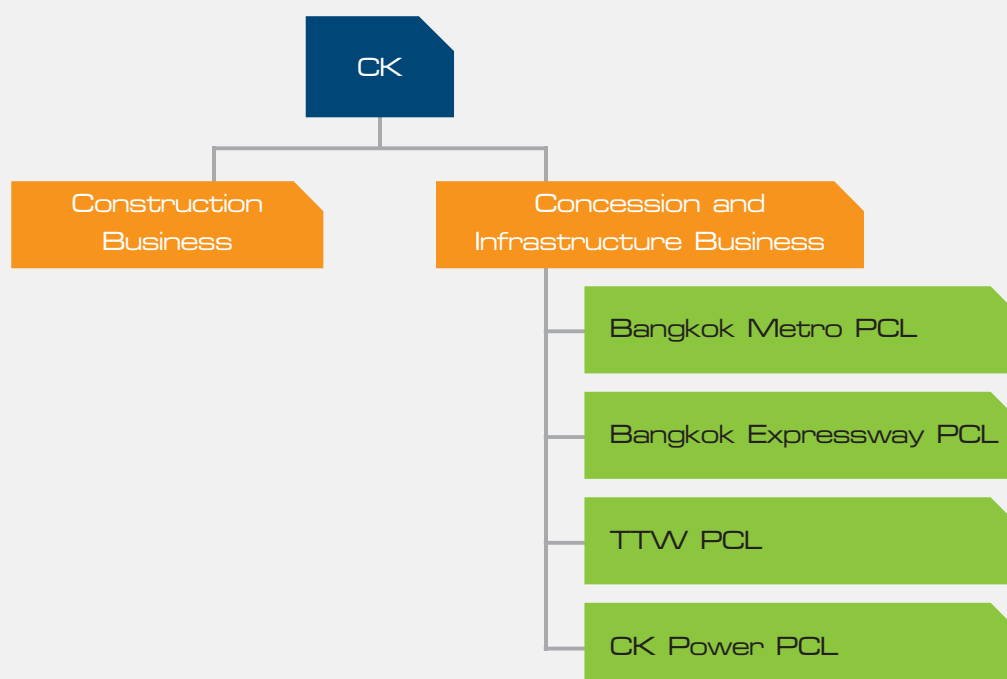 CK
Construction
Business
Concession and
Infrastructure Business
Bangkok Metro PCL
Bangkok Expressway PCL
TTW PCL
CK Power PCL